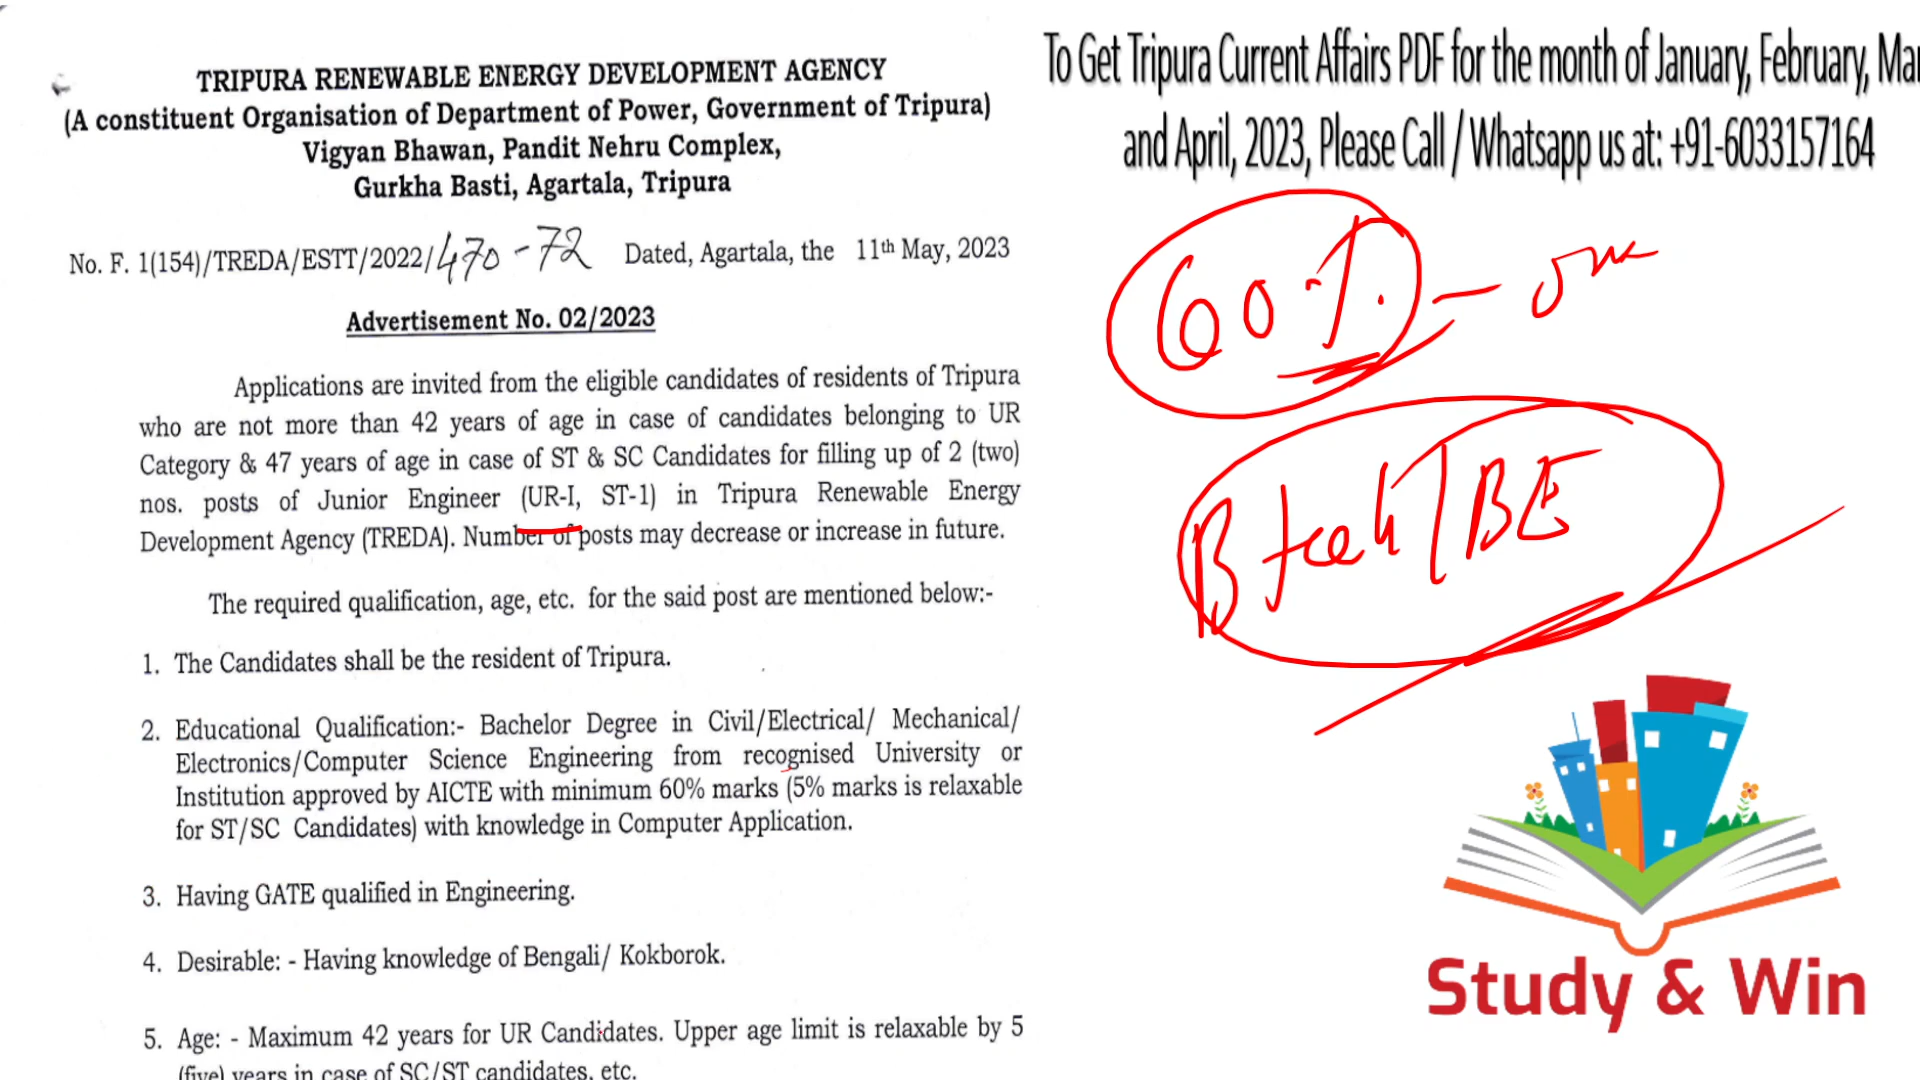 TRIPURA RENEWABLE ENERGY DEVELOPMENT AGENCY
(A constituent Organisation of Department of Power, Government of Tripura)
Vigyan Bhawan, Pandit Nehru Complex,
Gurkha Basti, Agartala, Tripura
No. F. 1(154)/TREDA/ESTT/2022/470-72 Dated, Agartala, the 11th May, 2023
Advertisement No. 02/2023
Applications are invited from the eligible candidates of residents of Tripura
who are not more than 42 years of age in case of candidates belonging to UR
Category & 47 years of age in case of ST & SC Candidates for filling up of 2 (two)
nos. posts of Junior Engineer (UR-I, ST-1) in Tripura Renewable Energy
Development Agency (TREDA). Number of posts may decrease or increase in future.
The required qualification, age, etc. for the said post are mentioned below:-
1. The Candidates shall be the resident of Tripura.
2. Educational Qualification:- Bachelor Degree in Civil/Electrical/ Mechanical/
Electronics/Computer Science Engineering from recognised University or
Institution approved by AICTE with minimum 60% marks (5% marks is relaxable
for ST/SC Candidates) with knowledge in Computer Application.
3. Having GATE qualified in Engineering.
4. Desirable: - Having knowledge of Bengali/ Kokborok.
5. Age: - Maximum 42 years for UR Candidates. Upper age limit is relaxable by 5
(five) years in case of SC/ST candidates, etc.
To Get Tripura Current Affairs PDF for the month of January, February, Mar
and April, 2023, Please Call / Whatsapp us at: +91-6033157164
60%. -
B tech / BE
Study & Win